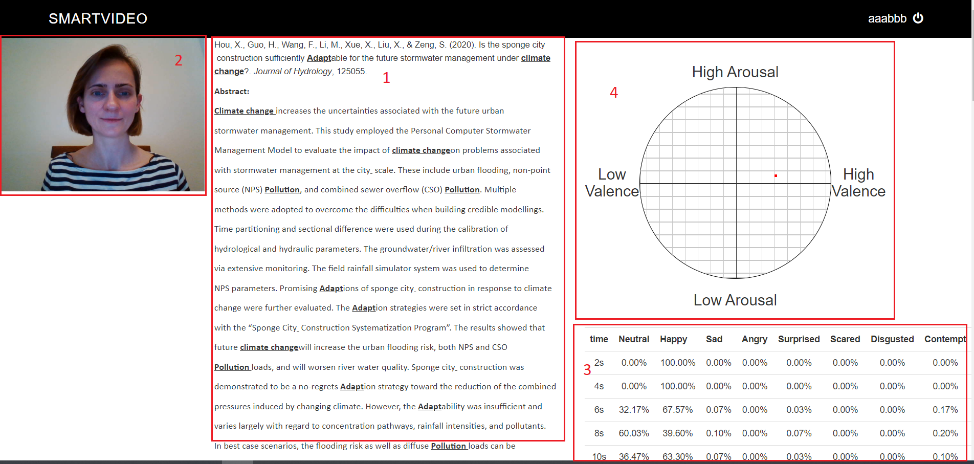 SMARTVIDEO
aaabbb
2
Hou, X., Guo, H., Wang, F., Li, M., Xue, X., Liu, X., & Zeng, S. (2020). Is the sponge city
construction sufficiently Adaptable for the future stormwater management under climate
change? Journal of Hydrology, 125055
1
Abstract:
Climate change increases the uncertainties associated with the future urban
stormwater management. This study employed the Personal Computer Stormwater
Management Model to evaluate the impact of climate changeon problems associated
with stormwater management at the city, scale. These include urban flooding, non-point
source (NPS) Pollution, and combined sewer overflow (CSO) Pollution. Multiple
methods were adopted to overcome the difficulties when building credible modellings.
Time partitioning and sectional difference were used during the calibration of
hydrological and hydraulic parameters. The groundwater/river infiltration was assessed
via extensive monitoring. The field rainfall simulator system was used to determine
NPS parameters. Promising Adaptions of sponge city, construction in response to climate
change were further evaluated. The Adaption strategies were set in strict accordance
with the "Sponge City, Construction Systematization Program". The results showed that
future climate changewill increase the urban flooding risk, both NPS and CSO
Pollution loads, and will worsen river water quality. Sponge city, construction was
demonstrated to be a no-regrets Adaption strategy toward the reduction of the combined
pressures induced by changing climate. However, the Adaptability was insufficient and
varies largely with regard to concentration pathways, rainfall intensities, and pollutants.
In best case scenarios, the flooding risk as well as diffuse Pollution loads can be
4
High Arousal
Low
Valence
High
Valence
Low Arousal
3
time Neutral Happy Sad Angry Surprised Scared Disgusted Contempt
2s 0.00% 100.00% 0.00% 0.00% 0.00% 0.00% 0.00% 0.00%
4s 0.00% 100.00% 0.00% 0.00% 0.00% 0.00% 0.00% 0.00%
6s 32.17% 67.57% 0.07% 0.00% 0.03% 0.00% 0.00% 0.17%
8s 60.03% 39.60% 0.10% 0.00% 0.07% 0.00% 0.00% 0.20%
10s 36.47% 63.30% 0.07% 0.00% 0.03% 0.00% 0.00% 0.10%